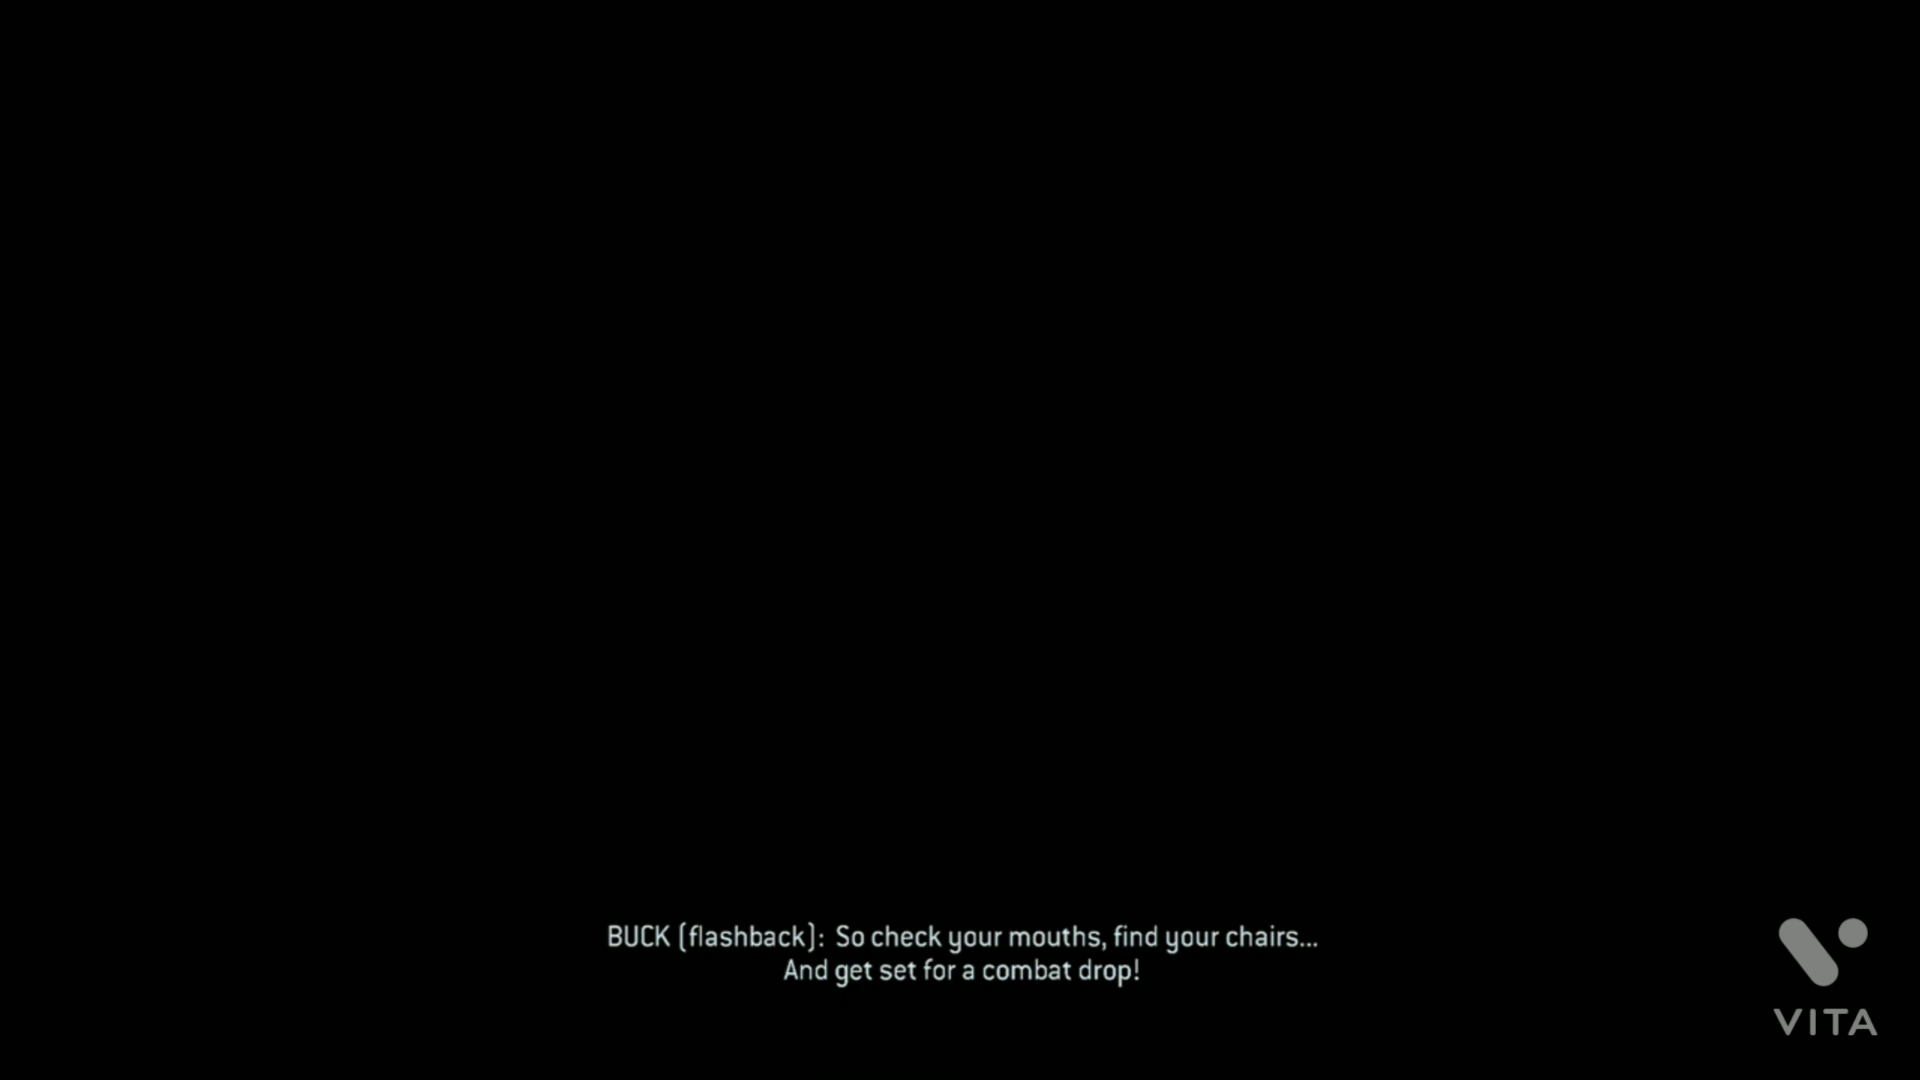 BUCK (flashback): So check your mouths, find your chairs...
And get set for a combat drop!
VITA